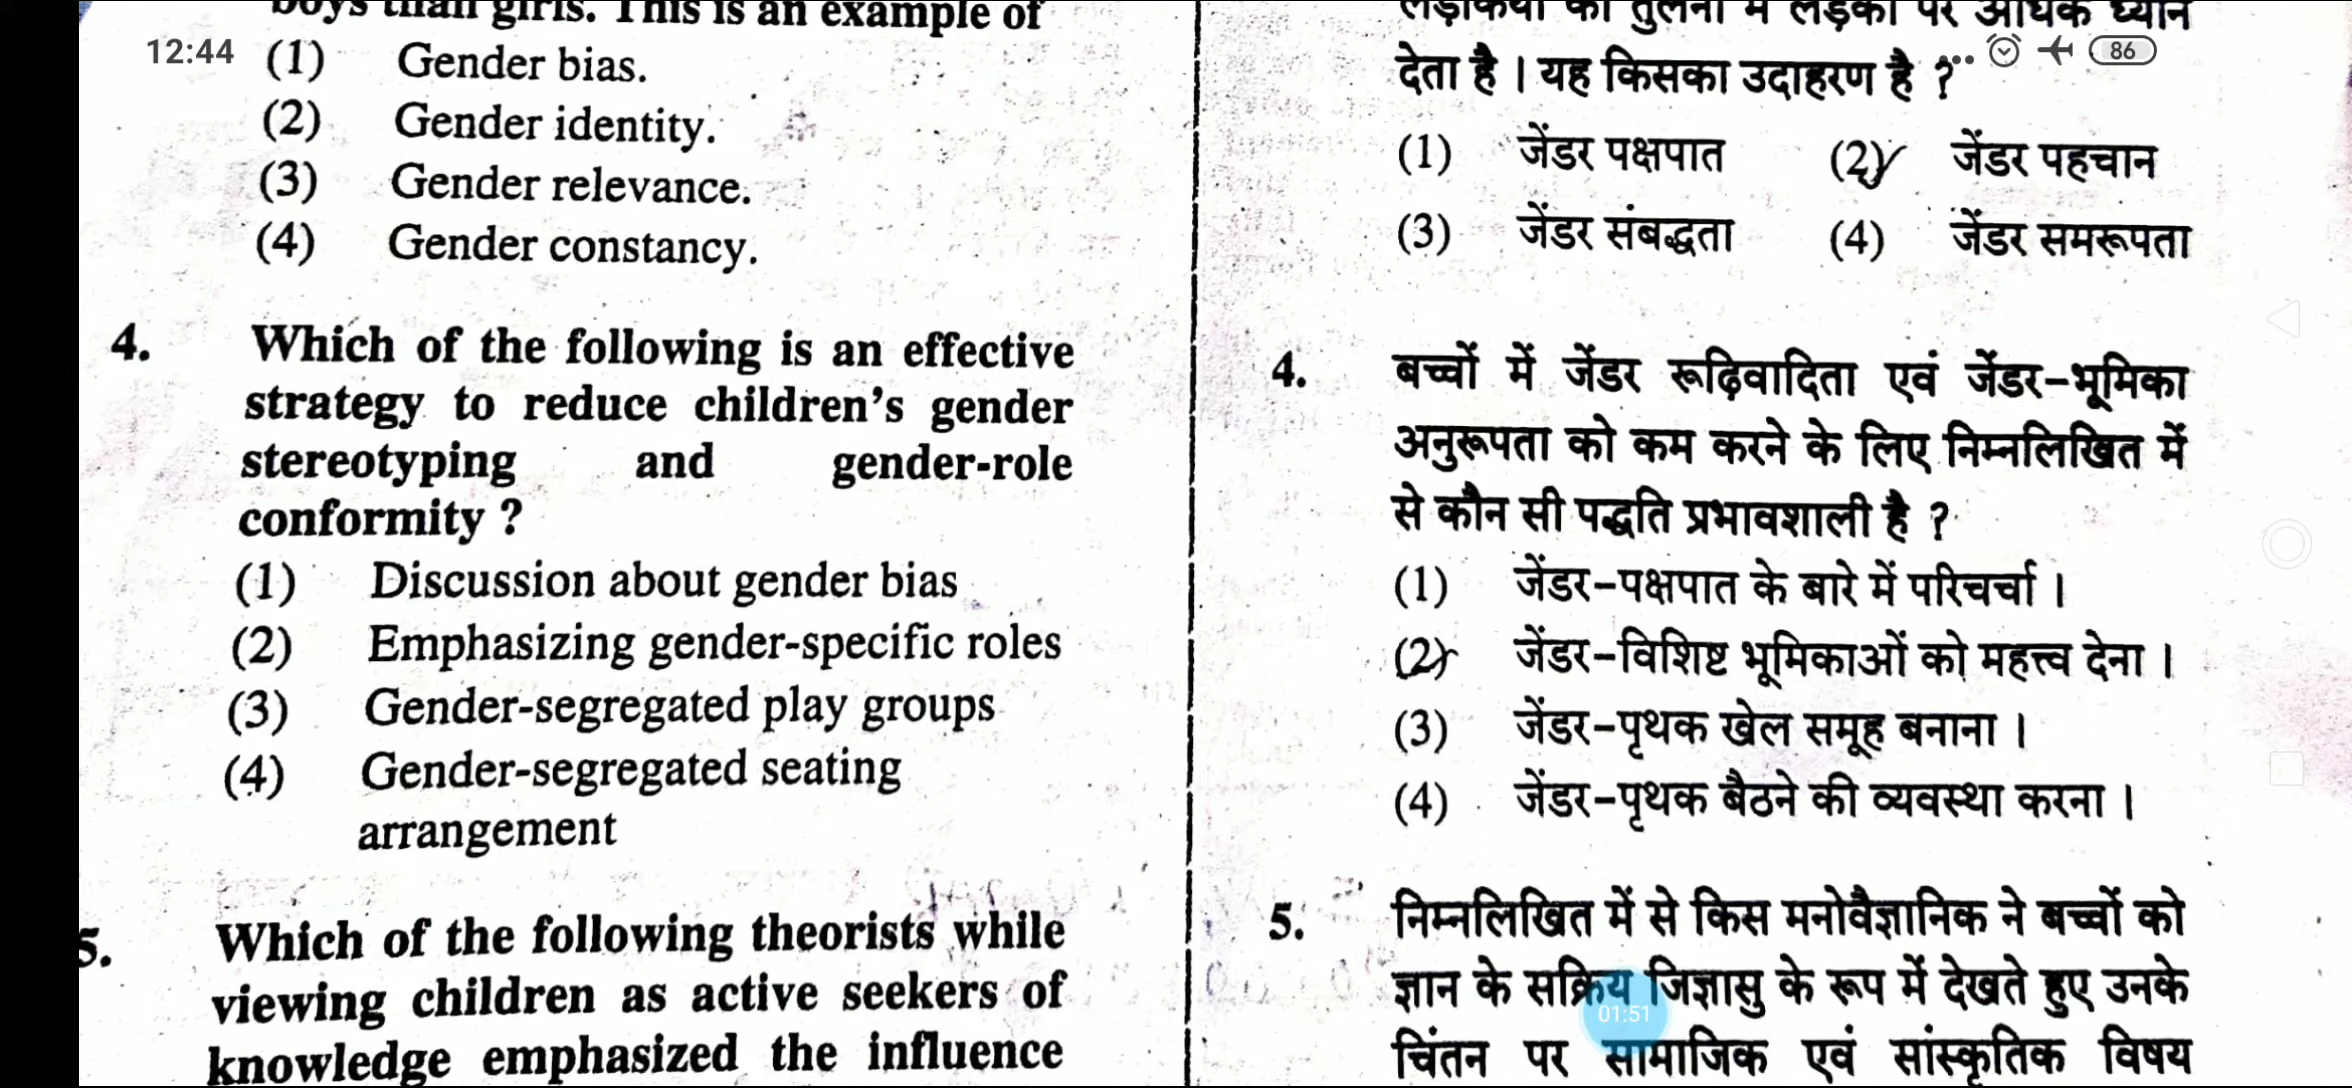 boys than girls. This is an example of
12:44
(1) Gender bias.
(2) Gender identity.
(3) Gender relevance.
(4) Gender constancy.
4. Which of the following is an effective
strategy to reduce children's gender
stereotyping and gender-role
conformity ?
(1) Discussion about gender bias
(2) Emphasizing gender-specific roles
(3) Gender-segregated play groups
(4) Gender-segregated seating
arrangement
5. Which of the following theorists while
viewing children as active seekers of
knowledge emphasized the influence
लड़कियों की तुलना में लड़कों पर अधिक ध्यान
देता है । यह किसका उदाहरण है ?
86
(1) जेंडर पक्षपात (2) जेंडर पहचान
(3) जेंडर संबद्धता (4) जेंडर समरूपता
4. बच्चों में जेंडर रूढ़िवादिता एवं जेंडर-भूमिका
अनुरूपता को कम करने के लिए निम्नलिखित में
से कौन सी पद्धति प्रभावशाली है ?
(1) जेंडर-पक्षपात के बारे में परिचर्चा ।
(2) जेंडर-विशिष्ट भूमिकाओं को महत्त्व देना ।
(3) जेंडर-पृथक खेल समूह बनाना ।
(4) जेंडर-पृथक बैठने की व्यवस्था करना ।
5. निम्नलिखित में से किस मनोवैज्ञानिक ने बच्चों को
ज्ञान के सक्रिय जिज्ञासु के रूप में देखते हुए उनके
01:51
चिंतन पर सामाजिक एवं सांस्कृतिक विषय